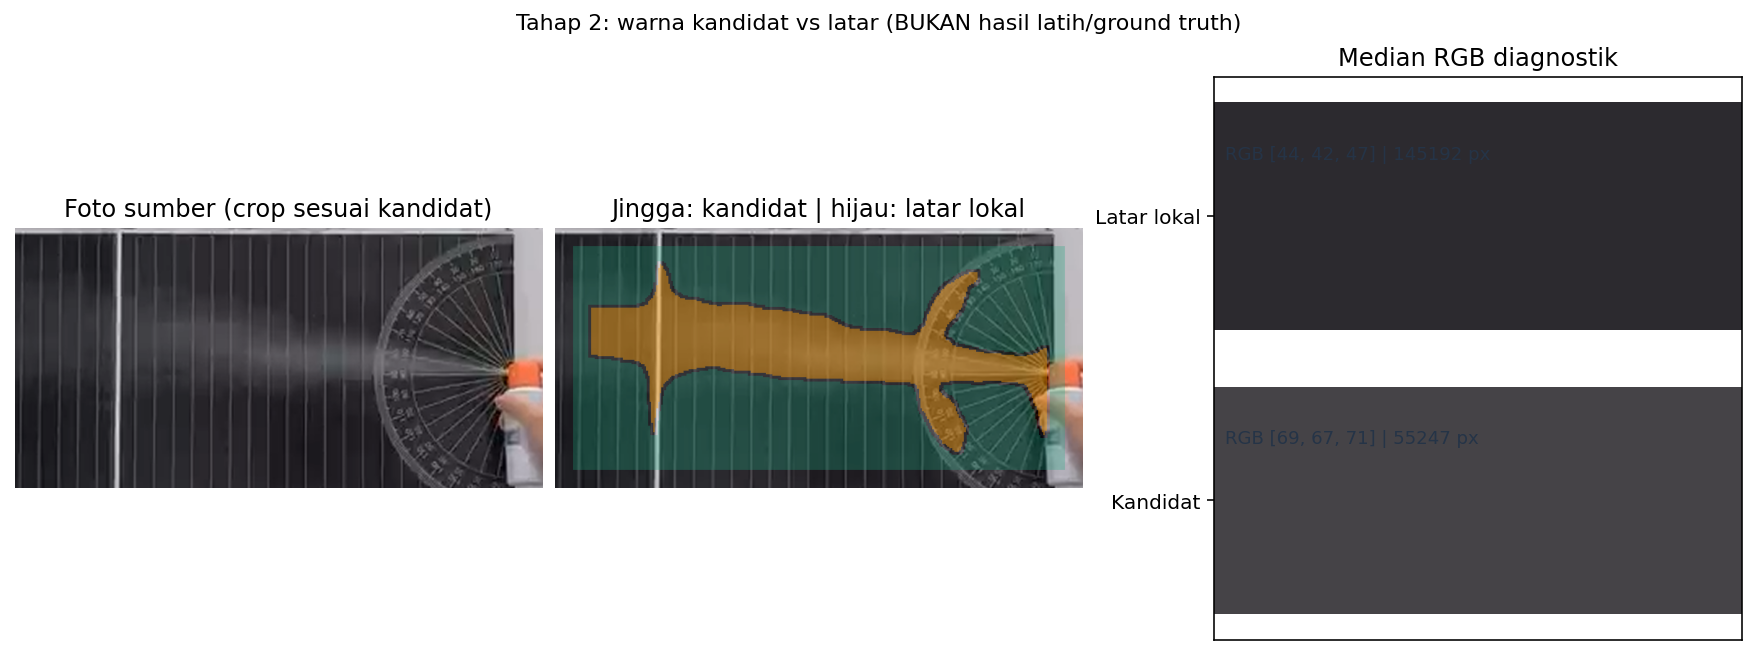 Tahap 2: warna kandidat vs latar (BUKAN hasil latih/ground truth)
Foto sumber (crop sesuai kandidat)
Jingga: kandidat | hijau: latar lokal
Median RGB diagnostik
Latar lokal
RGB [44, 42, 47] | 145192 px
Kandidat
RGB [69, 67, 71] | 55247 px